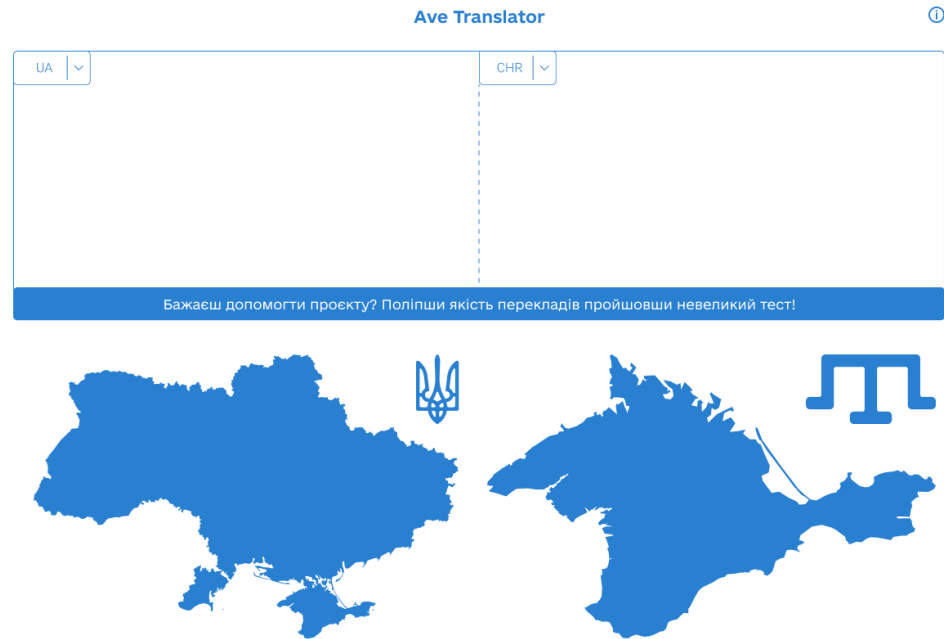 Ave Translator
UA
CHR
Бажаєш допомогти проєкту? Поліпши якість перекладів пройшовши невеликий тест!